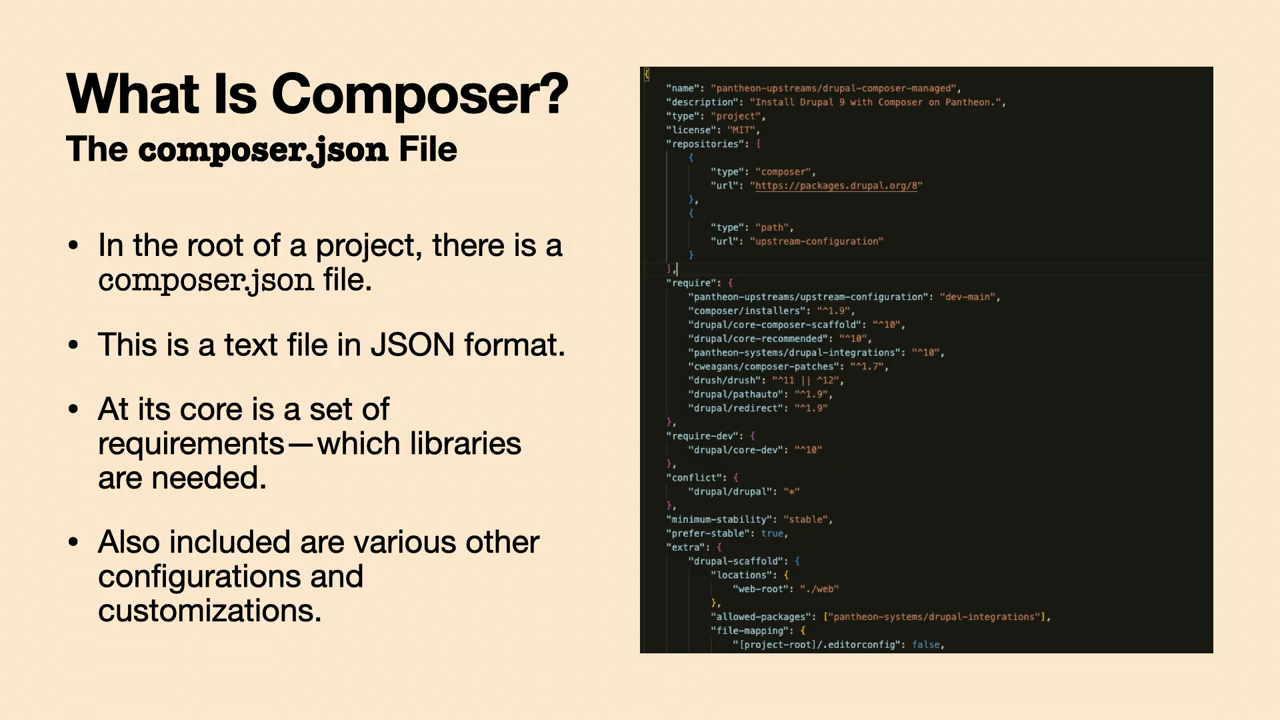 What Is Composer?
The composer.json File
• In the root of a project, there is a
composer.json file.
• This is a text file in JSON format.
• At its core is a set of
requirements—which libraries
are needed.
• Also included are various other
configurations and
customizations.
{
"name": "pantheon-upstreams/drupal-composer-managed",
"description": "Install Drupal 9 with Composer on Pantheon.",
"type": "project",
"license": "MIT",
"repositories": [
{
"type": "composer",
"url": "https://packages.drupal.org/8"
},
{
"type": "path",
"url": "upstream-configuration"
}
],
"require": {
"pantheon-upstreams/upstream-configuration": "dev-main",
"composer/installers": "^1.9",
"drupal/core-composer-scaffold": "^10",
"drupal/core-recommended": "^10",
"pantheon-systems/drupal-integrations": "^10",
"cweagans/composer-patches": "^1.7",
"drush/drush": "^11 || ^12",
"drupal/pathauto": "^1.9",
"drupal/redirect": "^1.9"
},
"require-dev": {
"drupal/core-dev": "^10"
},
"conflict": {
"drupal/drupal": "*"
},
"minimum-stability": "stable",
"prefer-stable": true,
"extra": {
"drupal-scaffold": {
"locations": {
"web-root": "./web"
},
"allowed-packages": ["pantheon-systems/drupal-integrations"],
"file-mapping": {
"[project-root]/.editorconfig": false,